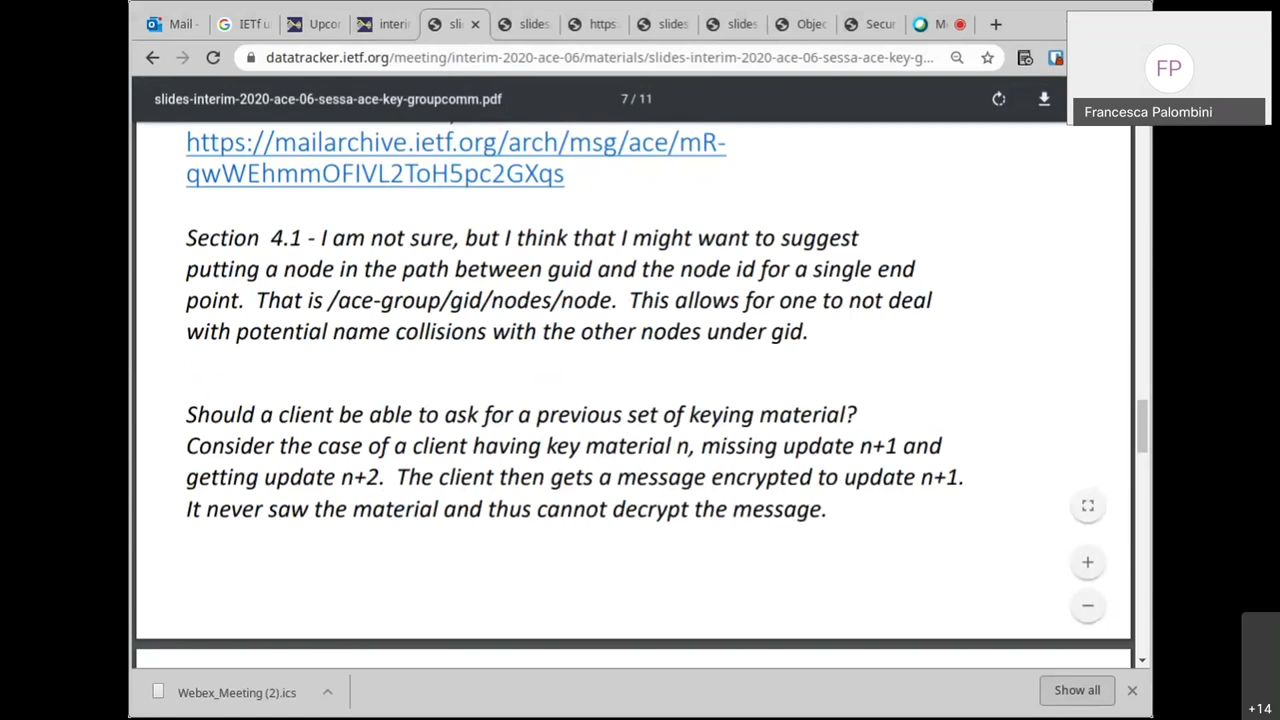 Mail -
IETF u
Upcor
interi
sli
slides
https
slides
slides
Objec
Secur
M
datatracker.ietf.org/meeting/interim-2020-ace-06/materials/slides-interim-2020-ace-06-sessa-ace-key-g...
FP
Francesca Palombini
slides-interim-2020-ace-06-sessa-ace-key-groupcomm.pdf
7 / 11
https://mailarchive.ietf.org/arch/msg/ace/mR-
qwWEhmmOFIVL2ToH5pc2GXqs
Section 4.1 - I am not sure, but I think that I might want to suggest
putting a node in the path between guid and the node id for a single end
point. That is /ace-group/gid/nodes/node. This allows for one to not deal
with potential name collisions with the other nodes under gid.
Should a client be able to ask for a previous set of keying material?
Consider the case of a client having key material n, missing update n+1 and
getting update n+2. The client then gets a message encrypted to update n+1.
It never saw the material and thus cannot decrypt the message.
Webex_Meeting (2).ics
Show all
+14